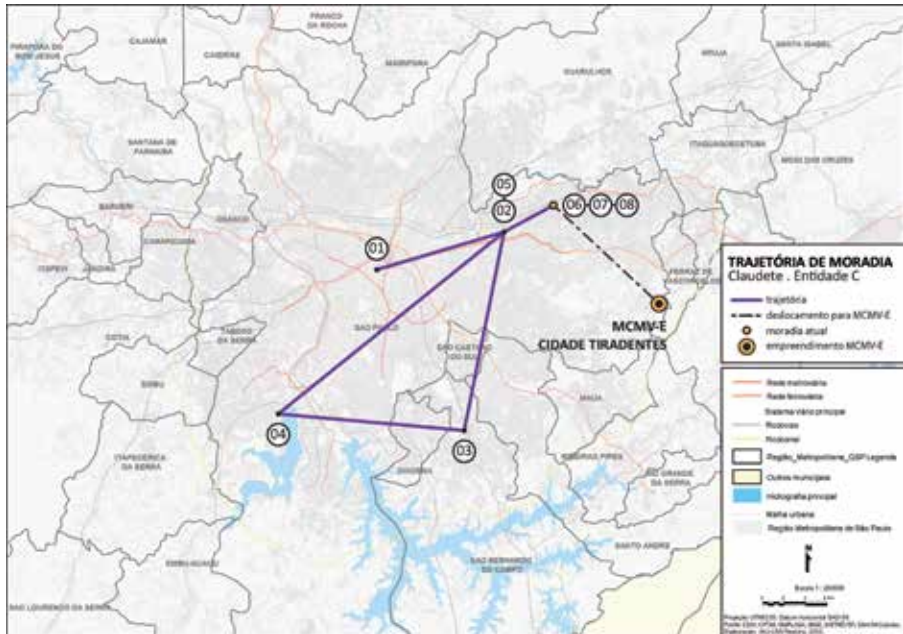 FRANCO
DA ROCHA
CAJAMAR
PIRAPORA DO
BOM JESUS
CAIEIRAS
MAIRIPORÃ
SANTA ISABEL
ARUJÁ
GUARULHOS
ITAQUAQUECETUBA
SANTANA DE
PARNAÍBA
MOGI DAS CRUZES
BARUERI
OSASCO
CARAPICUIBA
ITAPEVI
JANDIRA
05
02
06 - 07 - 08
01
FERRAZ DE
VASCONCELOS
SÃO PAULO
MCMV-E
CIDADE TIRADENTES
TABOÃO
DA SERRA
COTIA
SÃO CAETANO
DO SUL
EMBU
MAUÁ
04
03
ITAPECERICA
DA SERRA
DIADEMA
RIBEIRÃO PIRES
RIO GRANDE
DA SERRA
SANTO ANDRÉ
SÃO BERNARDO
DO CAMPO
EMBU-GUAÇU
SÃO LOURENÇO DA SERRA
TRAJETÓRIA DE MORADIA
Claudete . Entidade C
trajetória
deslocamento para MCMV-E
moradia atual
empreendimento MCMV-E
Rede metroviária
Rede ferroviária
Sistema viário principal
Rodovias
Rodoanel
Região_Metropolitana_GSP Legenda
Outros municípios
Hidrografia principal
Malha urbana
Região Metropolitana de São Paulo
N